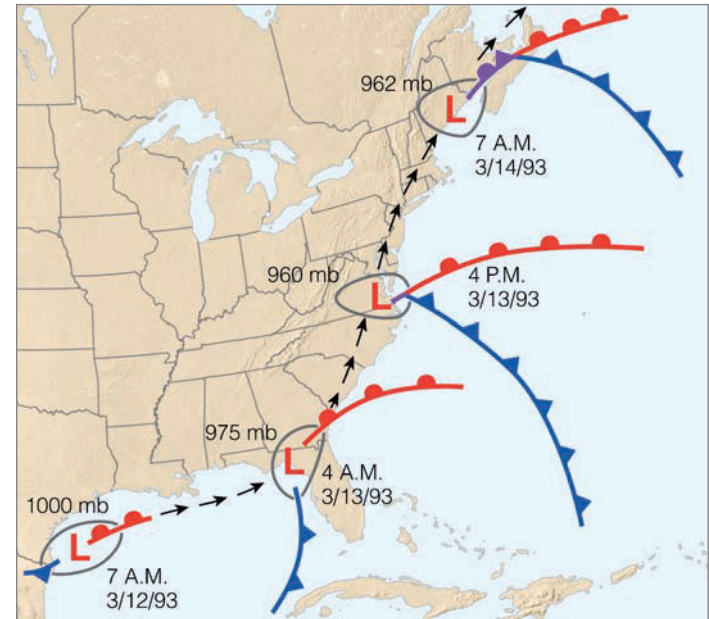 962 mb
L
7 A.M.
3/14/93
960 mb
L
4 P.M.
3/13/93
975 mb
L
4 A.M.
3/13/93
1000 mb
L
7 A.M.
3/12/93